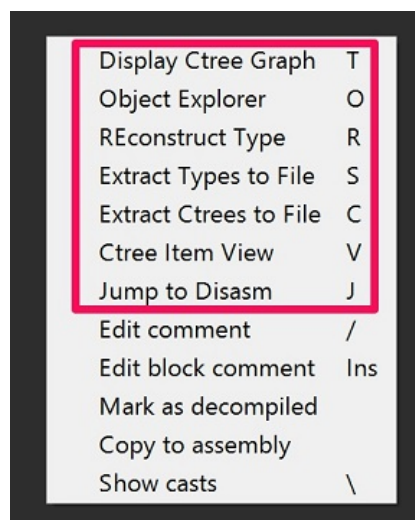 Display Ctree Graph T
Object Explorer O
REconstruct Type R
Extract Types to File S
Extract Ctrees to File C
Ctree Item View V
Jump to Disasm J
Edit comment /
Edit block comment Ins
Mark as decompiled
Copy to assembly
Show casts \